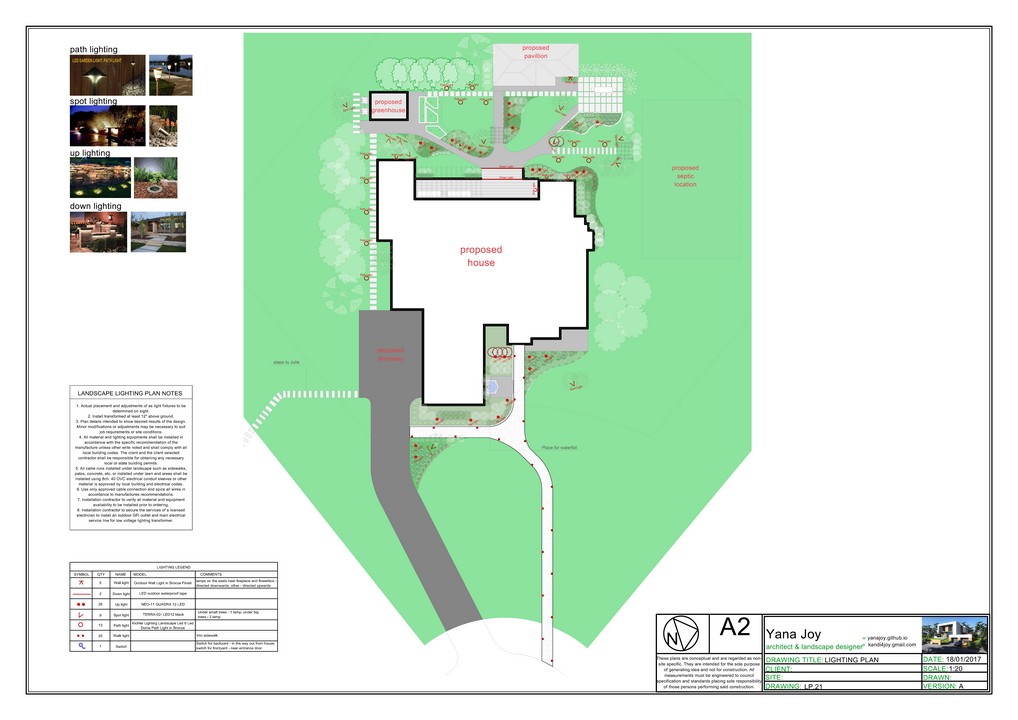 path lighting
LED GARDEN LIGHT, PATH LIGHT
spot lighting
up lighting
down lighting
proposed
pavilion
proposed
greenhouse
proposed
septic
location
proposed
house
proposed
steps to Julie
Place for waterfall
LANDSCAPE LIGHTING PLAN NOTES
1. Actual placement and adjustments of as light fixtures to be
determined on sight.
2. Install transformed at least 12" above ground.
3. Plan details intended to show desired results of the design.
Minor modifications or adjustments may be necessary to suit
job requirements or site conditions.
4. All material and lighting equipments shall be installed in
accordance with the specific recommendation of the
manufacture unless other write noted and shall comply with all
local building codes. The client and the client selected
contractor shall be responsible for obtaining any necessary
local or state building permits.
5. All cable runs installed under landscape such as sidewalks,
patios, concrete, etc. or installed under lawn and areas shall be
installed using 8ch. 40 OVC electrical conduit sleeves or other
material is approved by local building and electrical codes
6. Use only approved cable connection and spice all wires in
accordance to manufactures recommendations.
7. Installation contractor to verify all material and equipment
availability to be installed prior to ordering.
8. Installation contractor to secure the services of a licensed
electrician to install an outdoor GFI outlet and main electrical
service line for low voltage lighting transformer.
LIGHTING LEGEND
SYMBOL QTY NAME MODEL COMMENTS
5 Wall light Outdoor Wall Light in Bronze Finish lamps on the seats near fireplace and flowerbox -
directed downwards, other - directed upwards
2 Down light LED outdoor waterproof tape
Up light NEO-11 QUADRA 12 LED
9 Spot light TERRA-02r LED12 black Under small trees - 1 lamp, under big
trees - 2 lamp
13 Path light Kichler Lighting Landscape Led 8 Led
Dome Path Light in Bronze
Walk light Into sidewalk
1 Switch Switch for backyard - in the way out from house;
switch for frontyard - near entrance door.
A2
These plans are conceptual and are regarded as non-
site specific. They are intended for the sole purpose
of generating idea and not for construction. All
measurements must be engineered to council
specification and standards placing sole responsibility
of those persons performing said construction.
Yana Joy
architect & landscape designer
w: yanajoy.github.io
kandi4joy.gmail.com
DRAWING TITLE: LIGHTING PLAN
CLIENT:
SITE:
DRAWING: LP.21
DATE: 18/01/2017
SCALE: 1:20
DRAWN:
VERSION: A